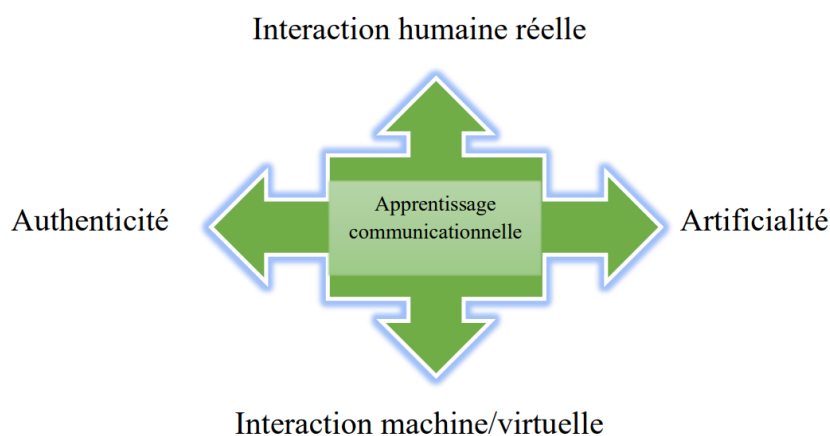 Interaction humaine réelle
Authenticité
Apprentissage
communicationnelle
Artificialité
Interaction machine/virtuelle